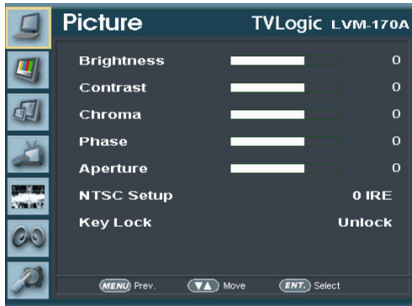 Picture TVLogic LVM-170A
Brightness 0
Contrast 0
Chroma 0
Phase 0
Aperture 0
NTSC Setup 0 IRE
Key Lock Unlock
MENU Prev. ▼▲ Move ENT. Select